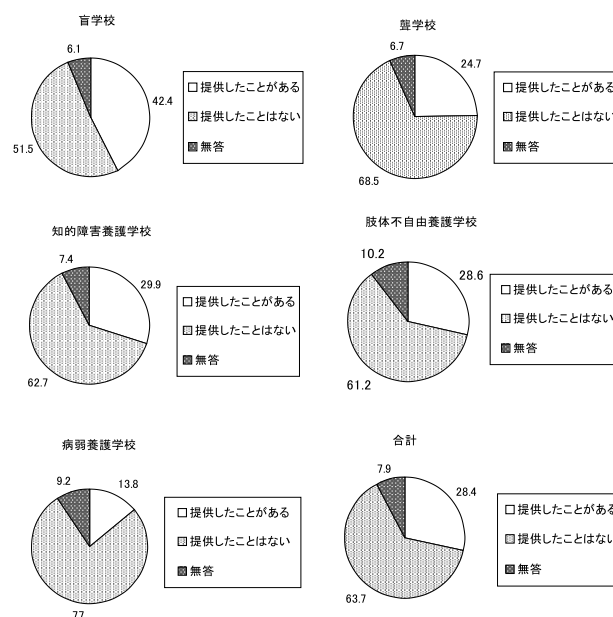 盲学校
6.1
42.4
51.5
提供したことがある
提供したことはない
無答
聾学校
6.7
24.7
68.5
提供したことがある
提供したことはない
無答
知的障害養護学校
7.4
29.9
62.7
提供したことがある
提供したことはない
無答
肢体不自由養護学校
10.2
28.6
61.2
提供したことがある
提供したことはない
無答
病弱養護学校
9.2
13.8
77
提供したことがある
提供したことはない
無答
合計
7.9
28.4
63.7
提供したことがある
提供したことはない
無答